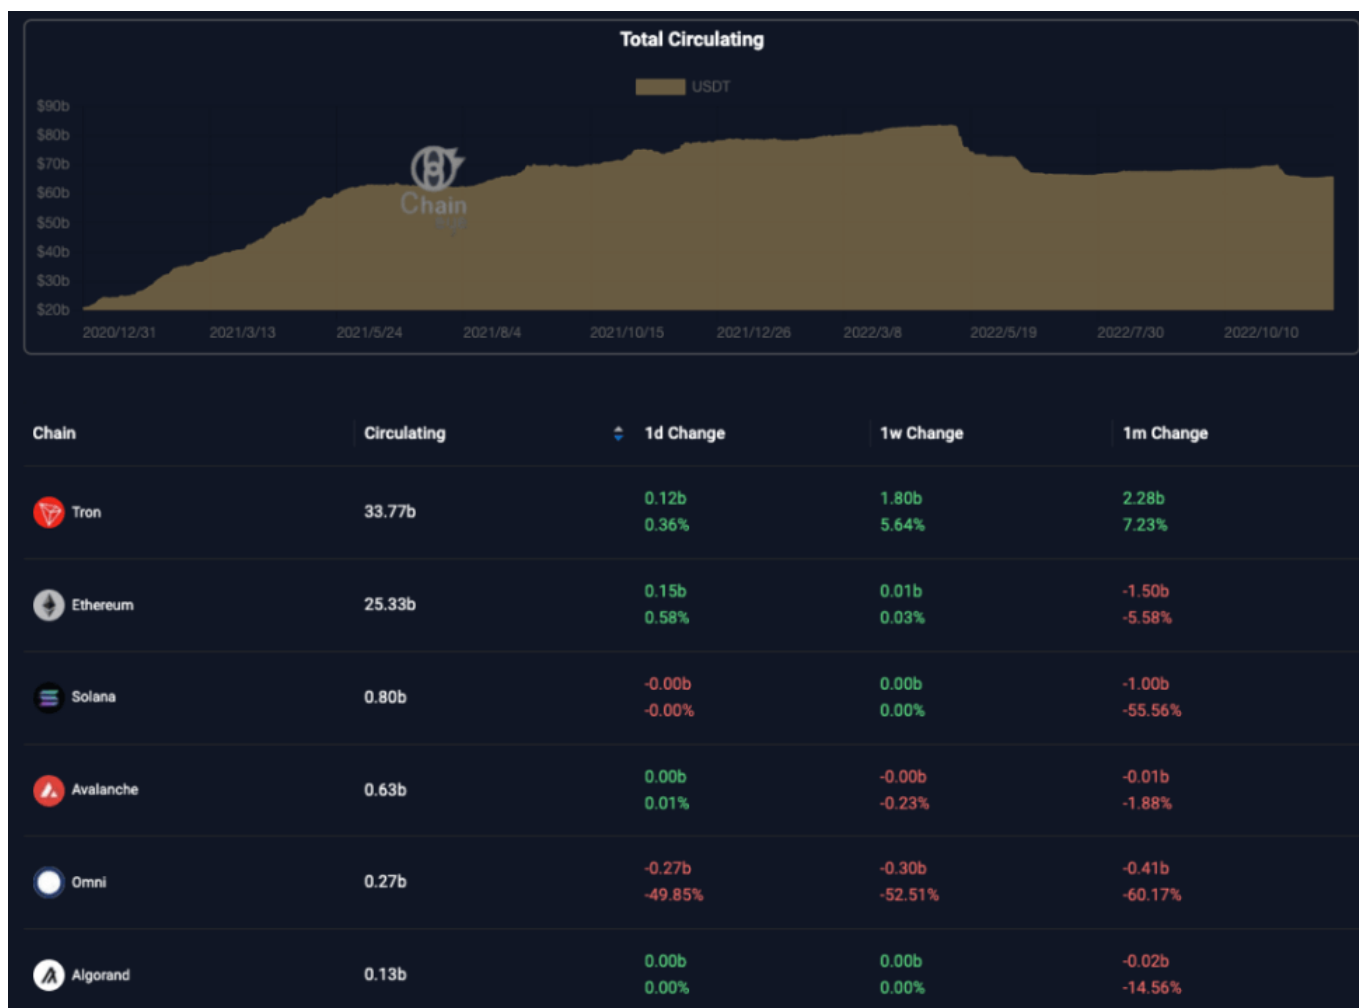 Total Circulating
USDT
$90b
$80b
$70b
$60b
$50b
$40b
$30b
$20b
Chain
2020/12/31 2021/3/13 2021/5/24 2021/8/4 2021/10/15 2021/12/26 2022/3/8 2022/5/19 2022/7/30 2022/10/10
Chain Circulating 1d Change 1w Change 1m Change
0.12b 1.80b 2.28b
Tron 33.77b
0.36% 5.64% 7.23%
0.15b 0.01b -1.50b
Ethereum 25.33b
0.58% 0.03% -5.58%
-0.00b 0.00b -1.00b
Solana 0.80b
-0.00% 0.00% -55.56%
0.00b -0.00b -0.01b
Avalanche 0.63b
0.01% -0.23% -1.88%
-0.27b -0.30b -0.41b
Omni 0.27b
-49.85% -52.51% -60.17%
0.00b 0.00b -0.02b
Algorand 0.13b
0.00% 0.00% -14.56%